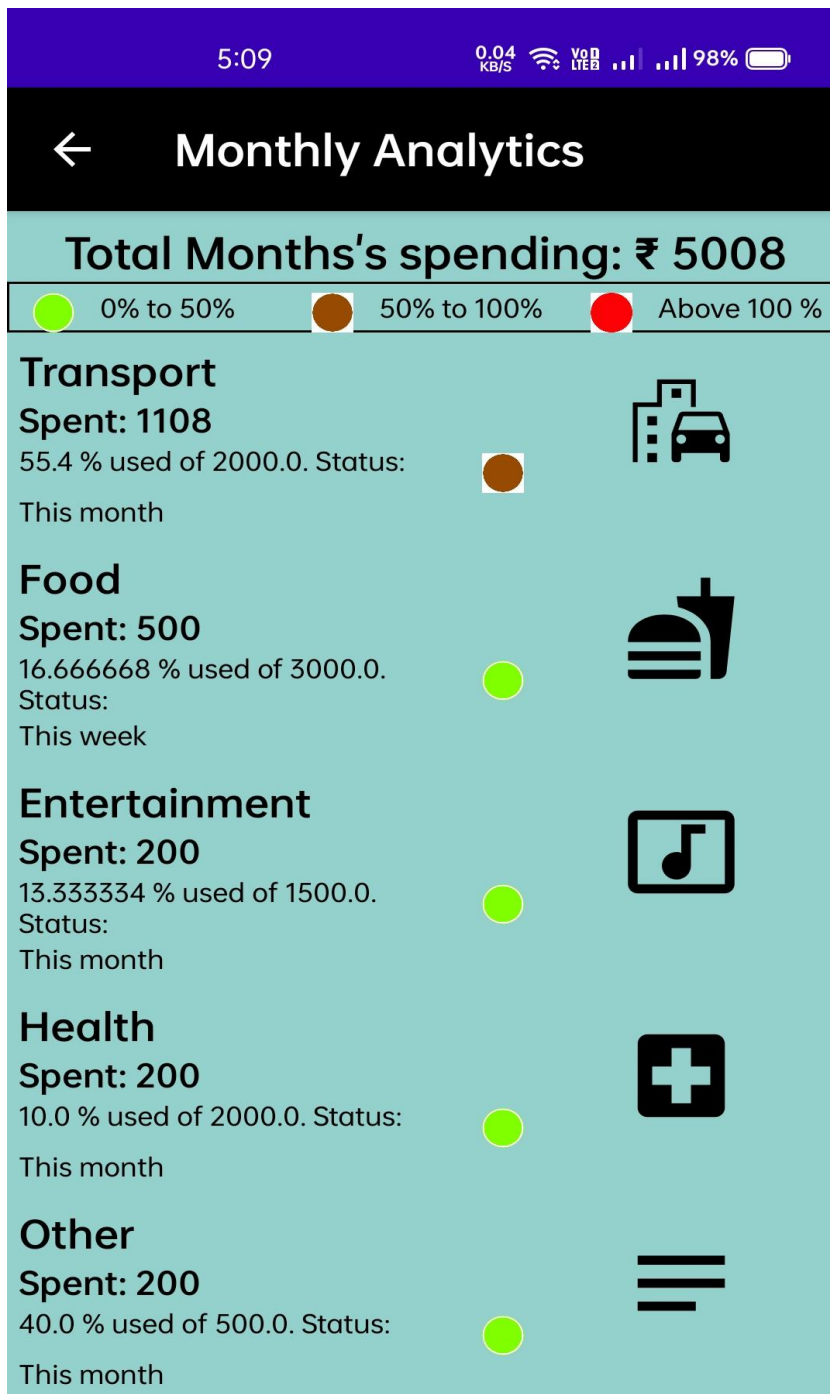 5:09 0.04 KB/S Vo LTE 2 98%
Monthly Analytics
Total Months's spending: ₹ 5008
0% to 50% 50% to 100% Above 100 %
Transport
Spent: 1108
55.4 % used of 2000.0. Status:
This month
Food
Spent: 500
16.666668 % used of 3000.0.
Status:
This week
Entertainment
Spent: 200
13.333334 % used of 1500.0.
Status:
This month
Health
Spent: 200
10.0 % used of 2000.0. Status:
This month
Other
Spent: 200
40.0 % used of 500.0. Status:
This month